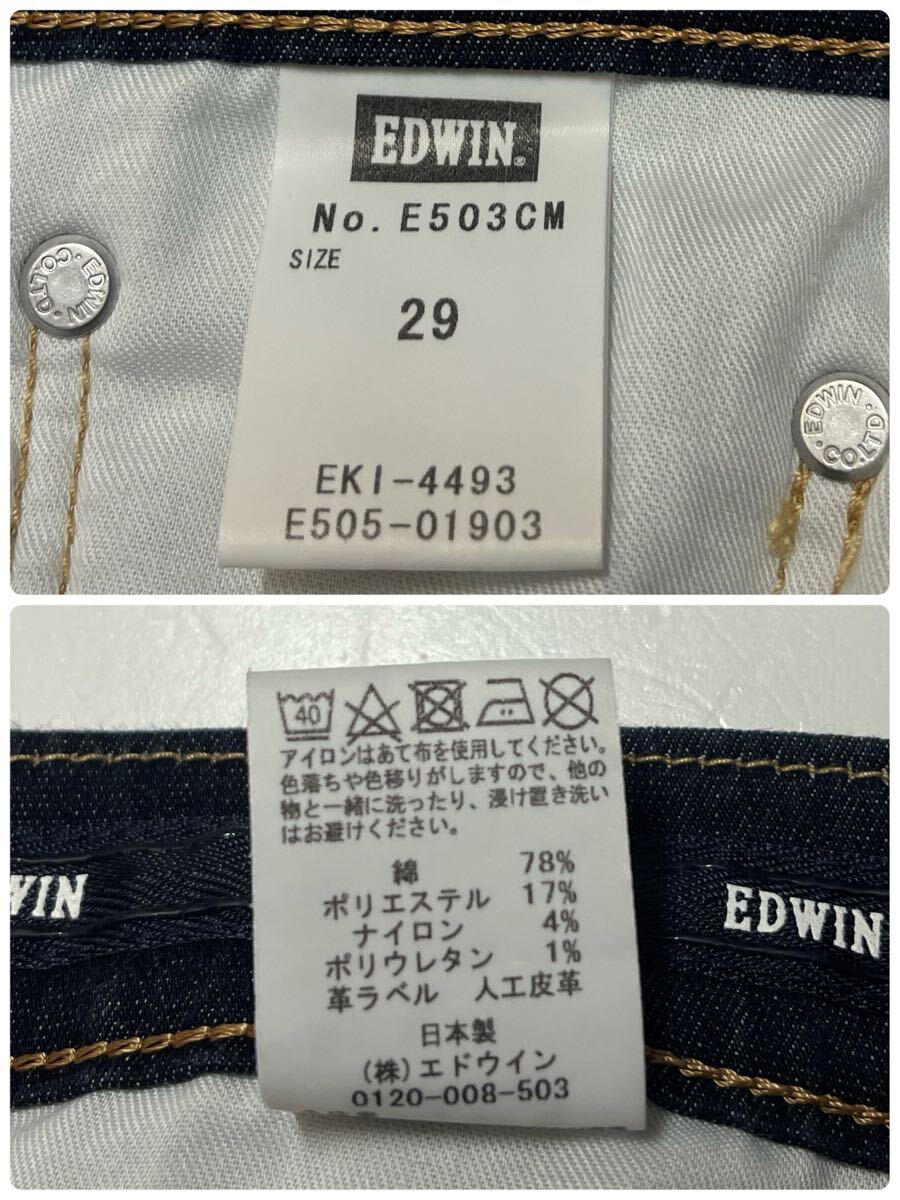 EDWIN®
No. E503CM
SIZE
29
EKI-4493
E505-01903
EDWIN・CO.LTD・
EDWIN・CO.LTD・
40
アイロンはあて布を使用してください。
色落ちや色移りがしますので、他の
物と一緒に洗ったり、浸け置き洗い
はお避けください。
綿 78%
ポリエステル 17%
ナイロン 4%
ポリウレタン 1%
革ラベル 人工皮革
日本製
(株)エドウイン
0120-008-503
WIN
EDWIN